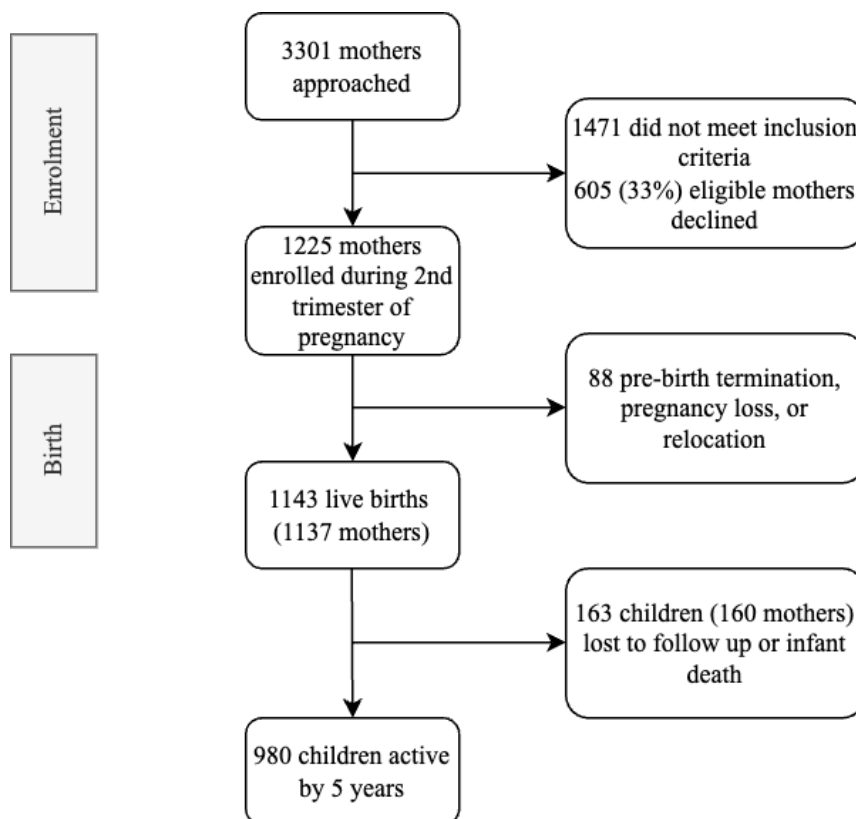 Enrolment
3301 mothers
approached
1471 did not meet inclusion
criteria
605 (33%) eligible mothers
declined
1225 mothers
enrolled during 2nd
trimester of
pregnancy
Birth
88 pre-birth termination,
pregnancy loss, or
relocation
1143 live births
(1137 mothers)
163 children (160 mothers)
lost to follow up or infant
death
980 children active
by 5 years